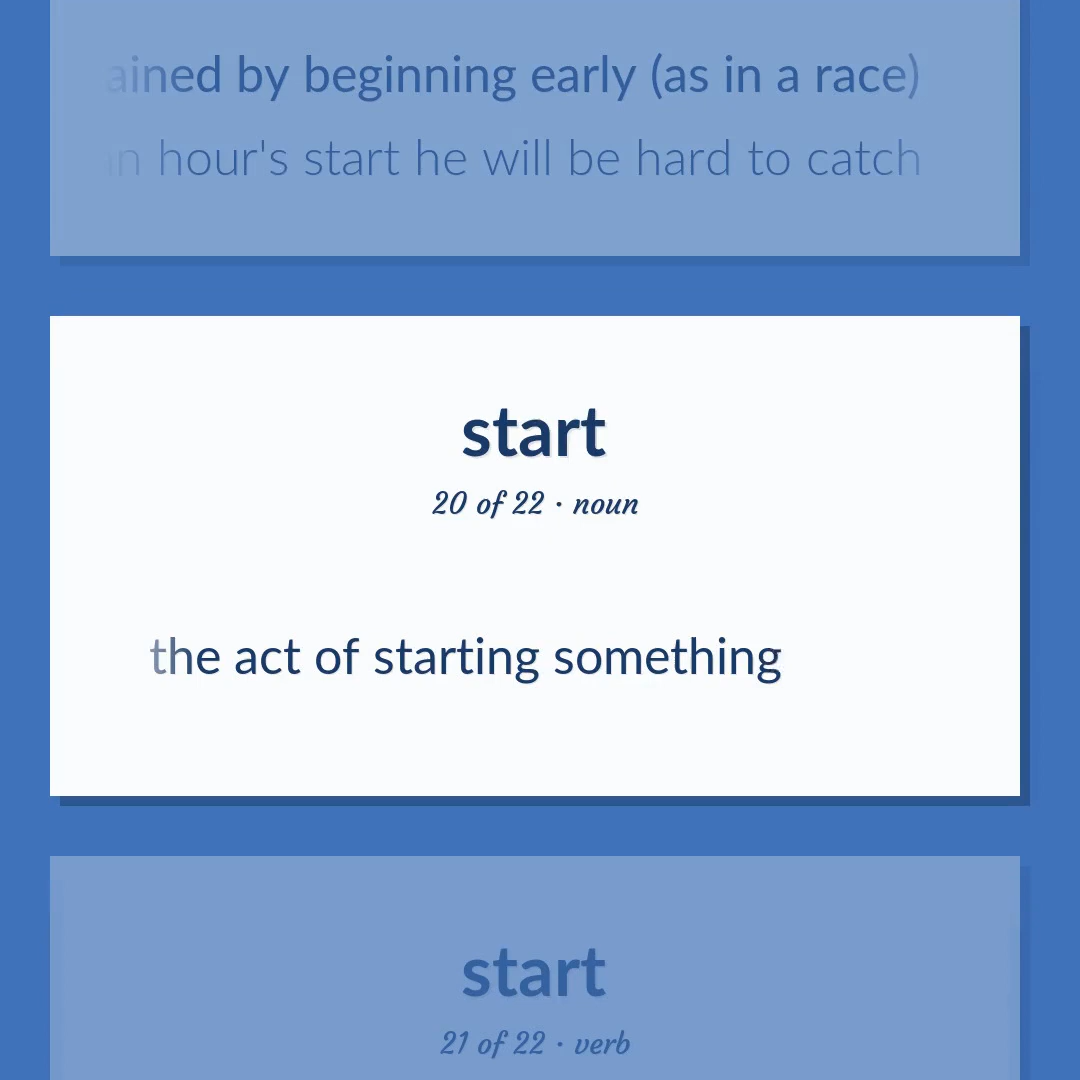 ained by beginning early (as in a race)
hour's start he will be hard to catch
start
20 of 22 · noun
the act of starting something
start
21 of 22 · verb